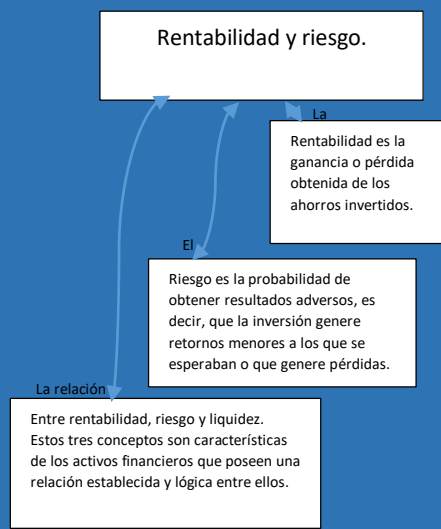 Rentabilidad y riesgo.
La
Rentabilidad es la
ganancia o pérdida
obtenida de los
ahorros invertidos.
El
Riesgo es la probabilidad de
obtener resultados adversos, es
decir, que la inversión genere
retornos menores a los que se
esperaban o que genere pérdidas.
La relación
Entre rentabilidad, riesgo y liquidez.
Estos tres conceptos son características
de los activos financieros que poseen una
relación establecida y lógica entre ellos.